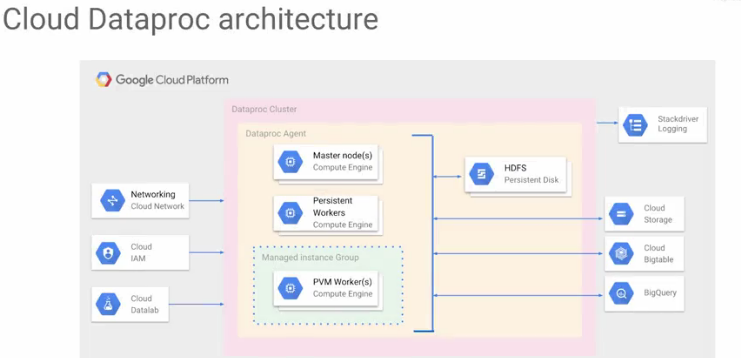 Cloud Dataproc architecture
Google Cloud Platform
Dataproc Cluster
Dataproc Agent
Master node(s)
Compute Engine
Persistent
Workers
Compute Engine
Managed instance Group
PVM Worker(s)
Compute Engine
HDFS
Persistent Disk
Networking
Cloud Network
Cloud
IAM
Cloud
Datalab
Stackdriver
Logging
Cloud
Storage
Cloud
Bigtable
BigQuery